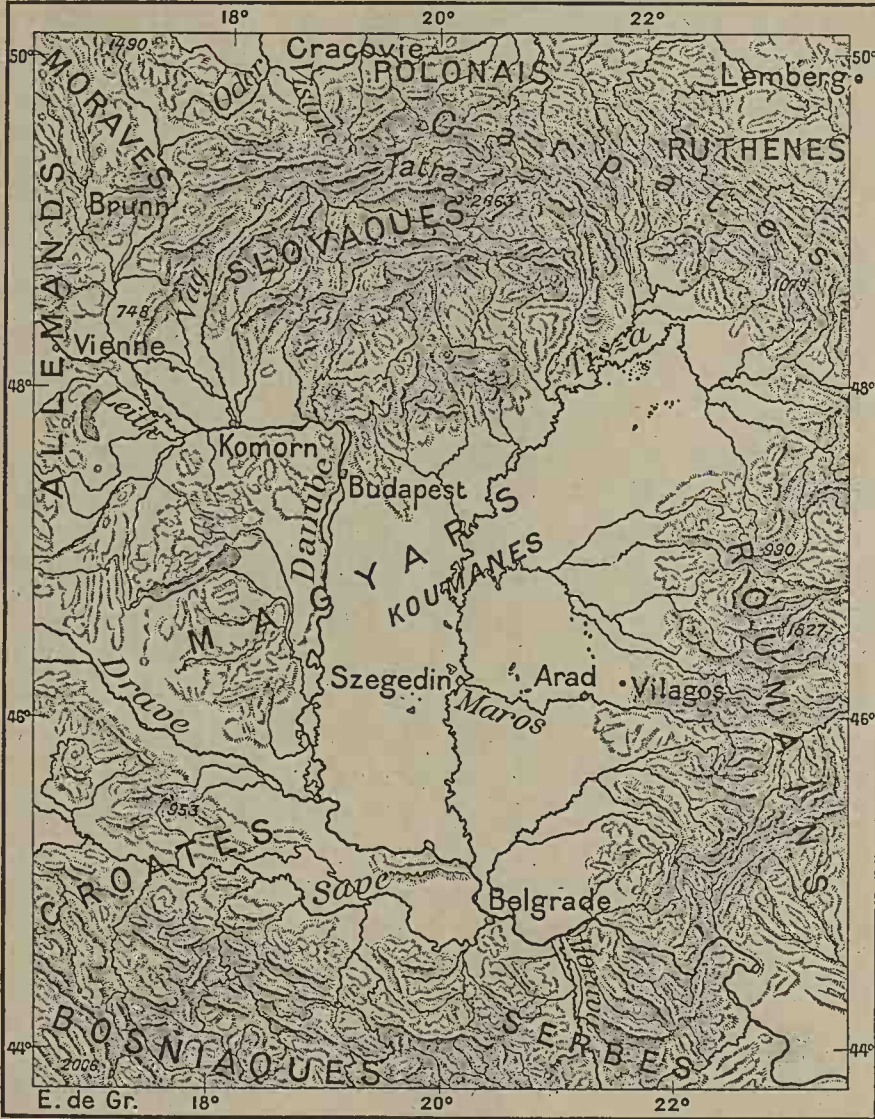 18° 20° 22°
50° 50°
1490
Cracovie
MORAVES
Oder
Vistule
POLONAIS
Lemberg
Carpates
RUTHENES
Tatra
ALLEMANDS
Brunn
2663
SLOVAQUES
1079
748
Vag
Vienne
Tisza
48° 48°
Leith
Komorn
Danube
Budapest
MAGYARS
KOUMANES
990
ROUMAINS
1827
Drave
Szegedin
Arad
Vilagos
46° 46°
Maros
953
CROATES
Save
Belgrade
Morava
BOSNIAQUES
SERBES
44° 44°
2006
E. de Gr.
18° 20° 22°